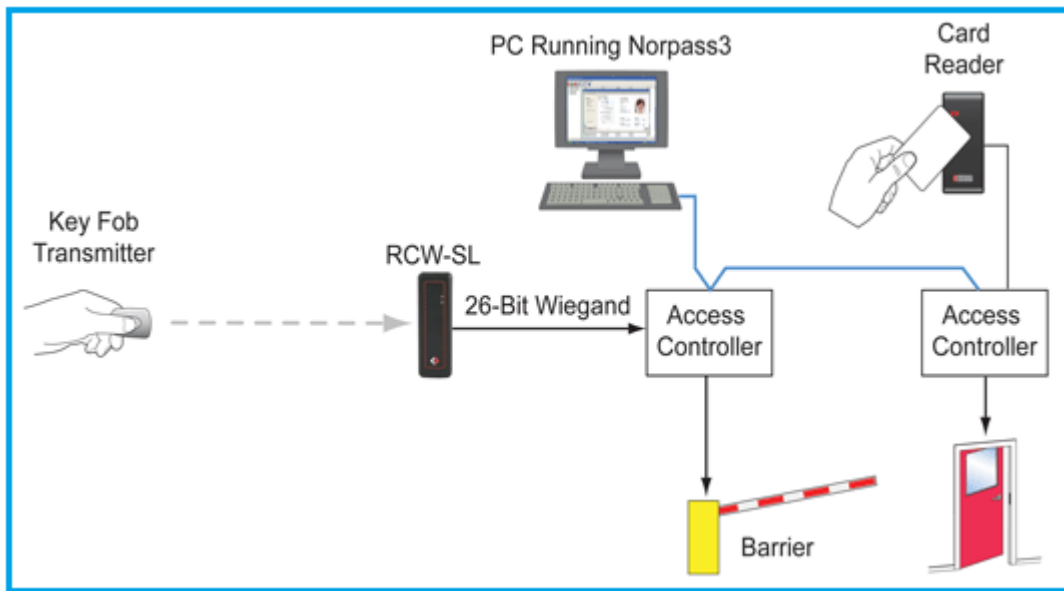 PC Running Norpass3
Card
Reader
Key Fob
Transmitter
RCW-SL
26-Bit Wiegand
Access
Controller
Access
Controller
Barrier